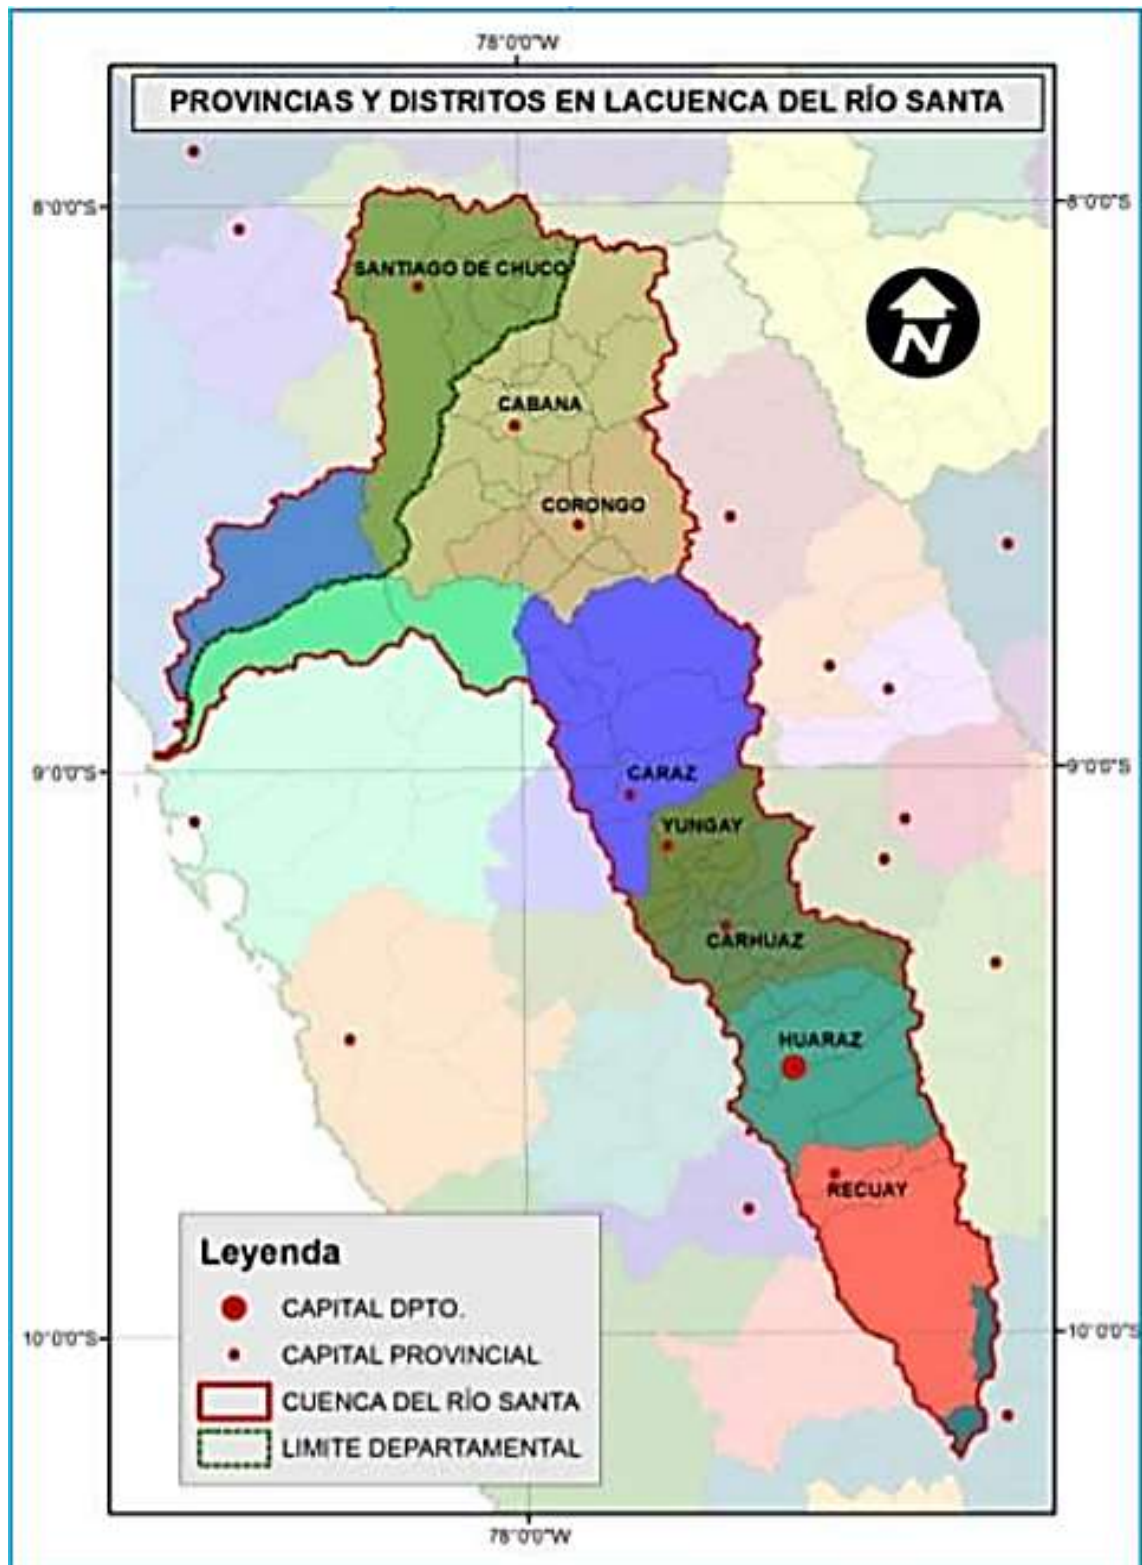 78°0'0"W
PROVINCIAS Y DISTRITOS EN LACUENCA DEL RÍO SANTA
8°0'0"S
8°0'0"S
SANTIAGO DE CHUCO
N
CABANA
CORONGO
9°0'0"S
9°0'0"S
CARAZ
YUNGAY
CARHUAZ
HUARAZ
RECUAY
Leyenda
CAPITAL DPTO.
CAPITAL PROVINCIAL
CUENCA DEL RÍO SANTA
LIMITE DEPARTAMENTAL
10°0'0"S
10°0'0"S
78°0'0"W